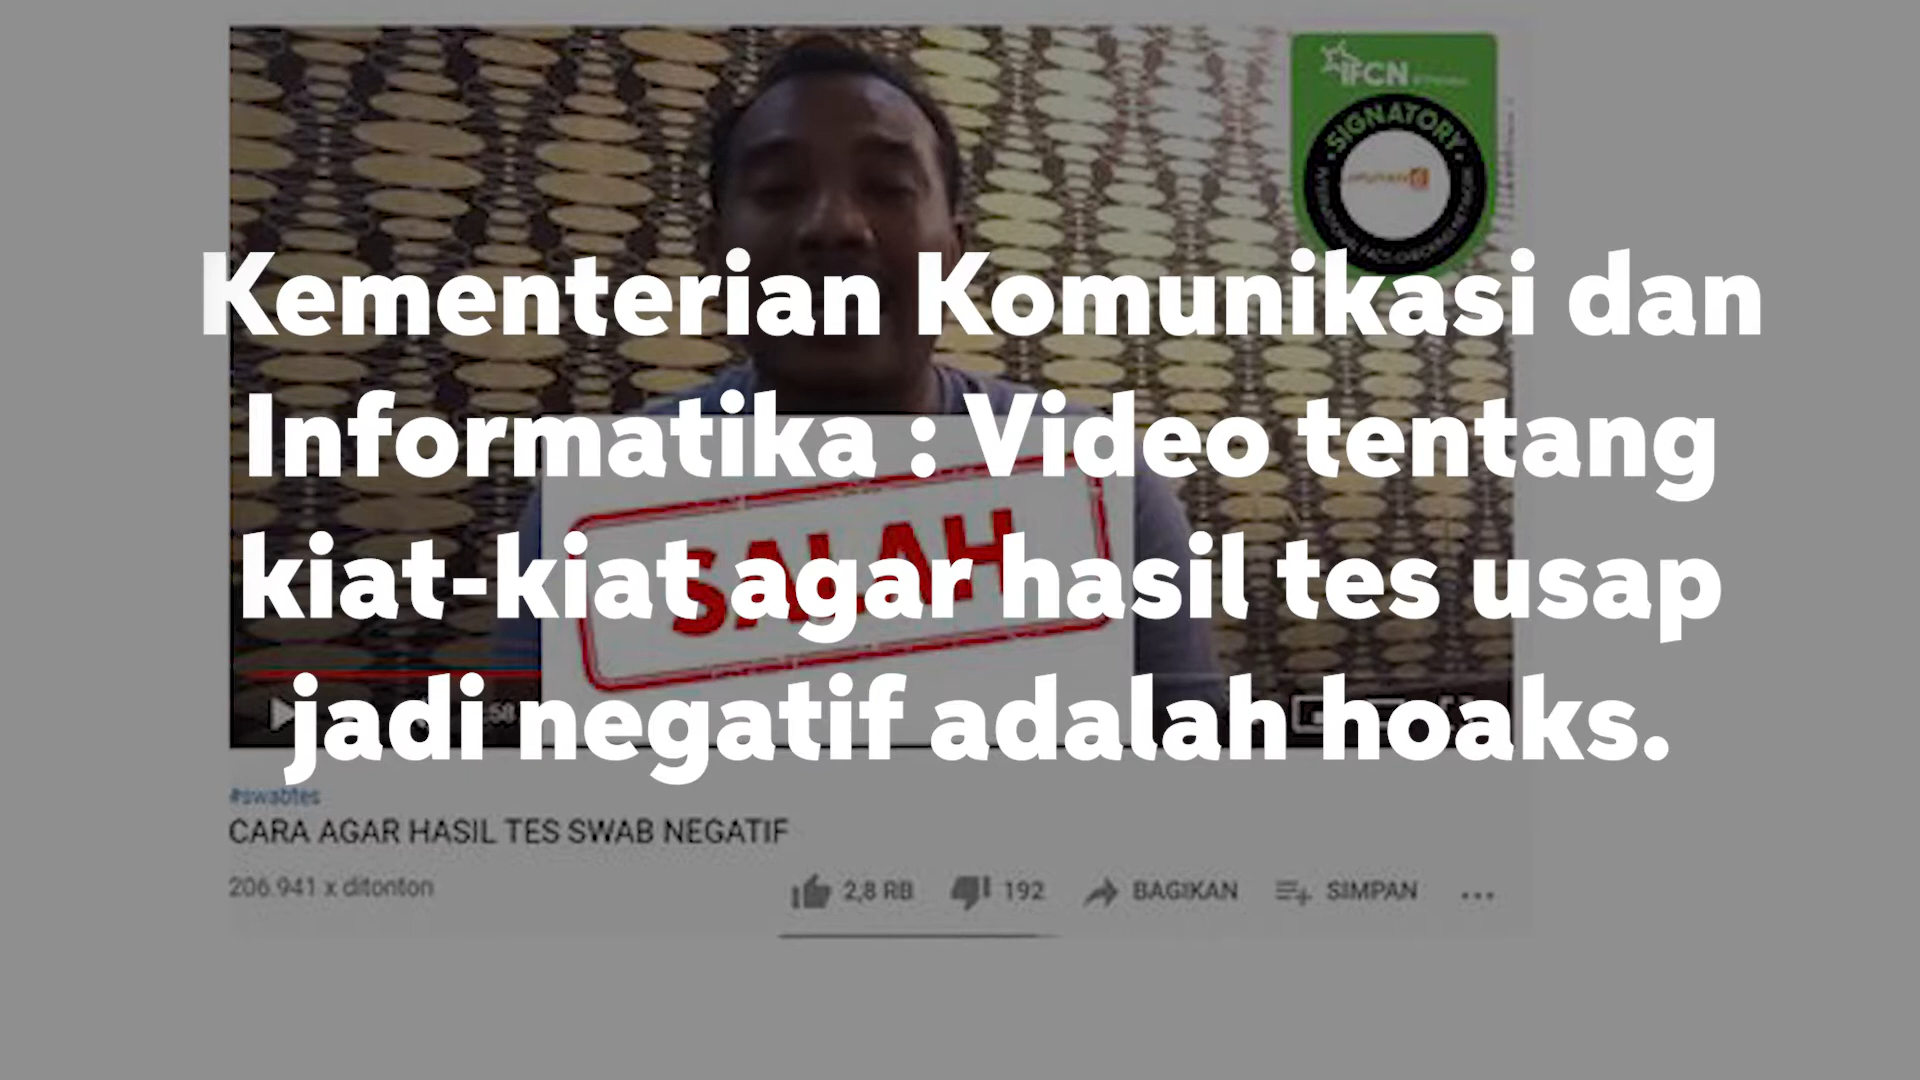 IFCN
SIGNATORY
Kementerian Komunikasi dan
Informatika : Video tentang
kiat-kiat agar hasil tes usap
jadi negatif adalah hoaks.
SALAH
#swabtes
CARA AGAR HASIL TES SWAB NEGATIF
206.941 x ditonton
2,8 RB 192 BAGIKAN SIMPAN